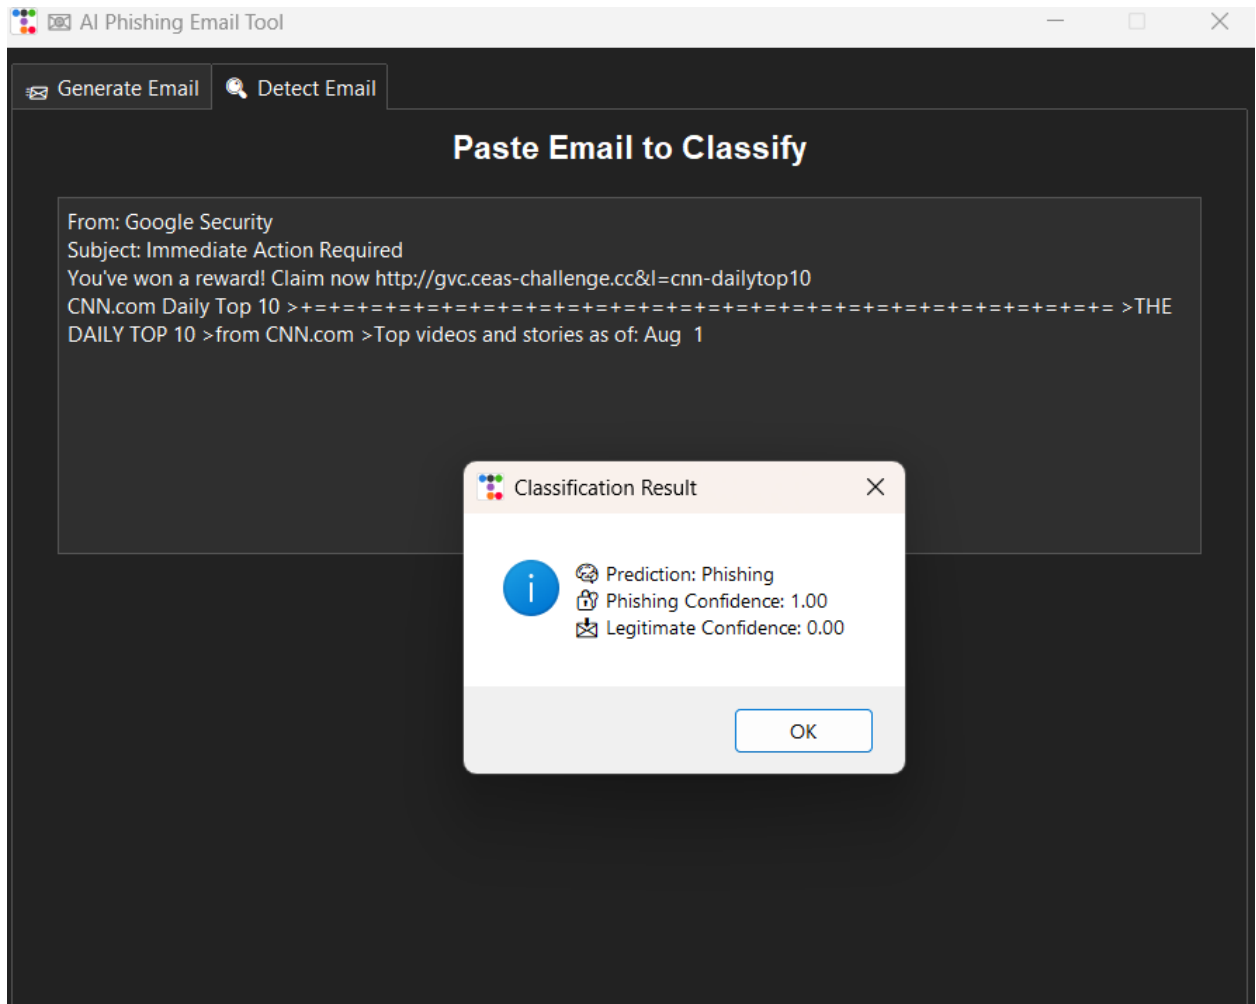 AI Phishing Email Tool
Generate Email
Detect Email
Paste Email to Classify
From: Google Security
Subject: Immediate Action Required
You've won a reward! Claim now http://gvc.ceas-challenge.cc&l=cnn-dailytop10
CNN.com Daily Top 10 >+=+=+=+=+=+=+=+=+=+=+=+=+=+=+=+=+=+=+=+=+=+=+=+=+=+=+=+=+= >THE
DAILY TOP 10 >from CNN.com >Top videos and stories as of: Aug  1
Classification Result
Prediction: Phishing
Phishing Confidence: 1.00
Legitimate Confidence: 0.00
OK